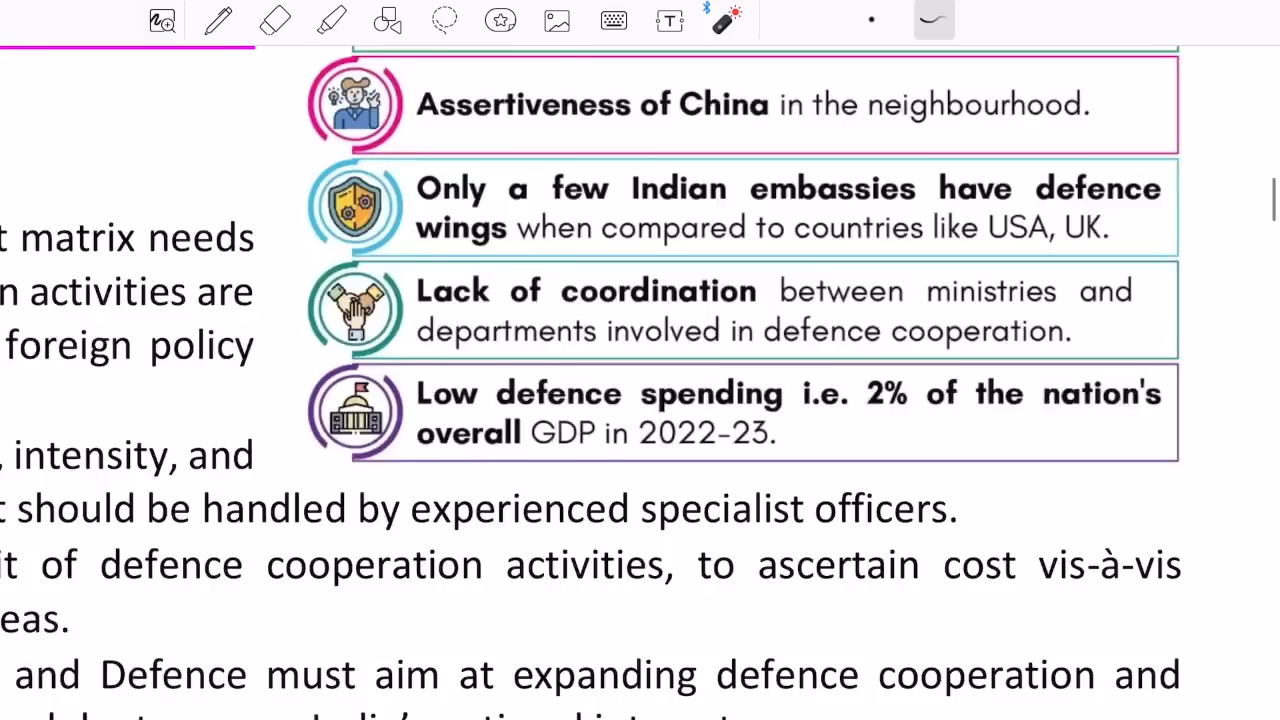 Assertiveness of China in the neighbourhood.
Only a few Indian embassies have defence
wings when compared to countries like USA, UK.
Lack of coordination between ministries and
departments involved in defence cooperation.
Low defence spending i.e. 2% of the nation's
overall GDP in 2022-23.
matrix needs
activities are
foreign policy
, intensity, and
should be handled by experienced specialist officers.
of defence cooperation activities, to ascertain cost vis-à-vis
and Defence must aim at expanding defence cooperation and